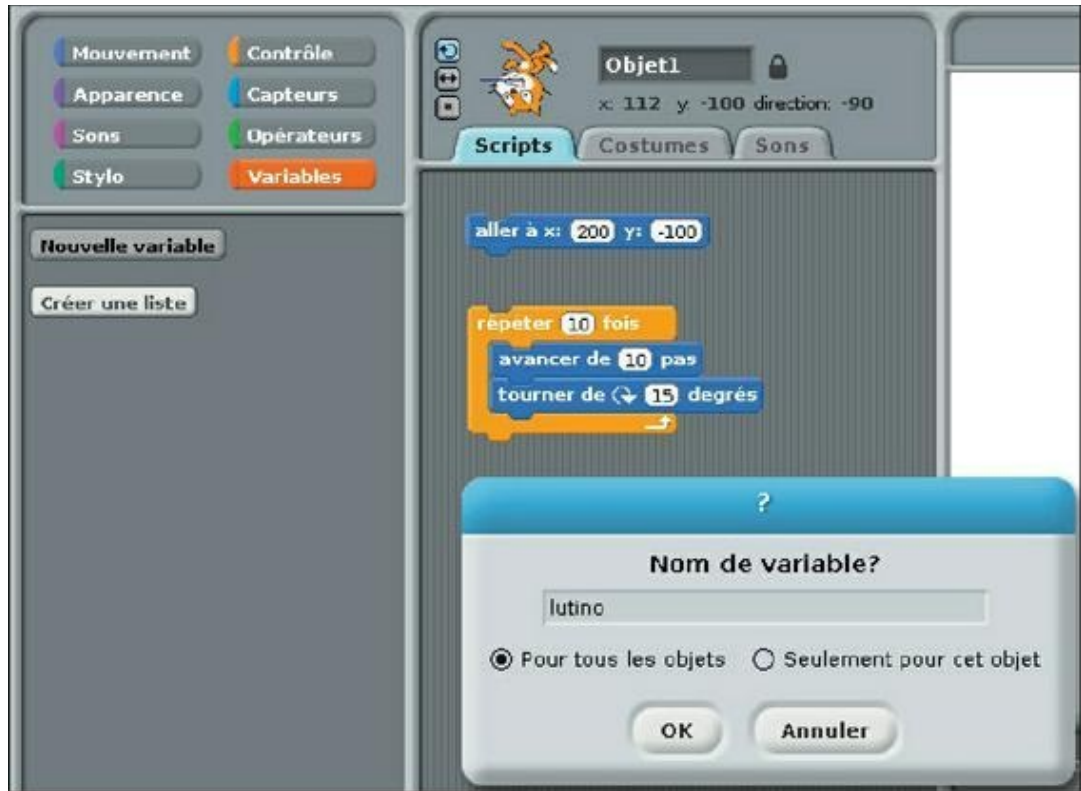 Mouvement
Contrôle
Apparence
Capteurs
Sons
Opérateurs
Stylo
Variables
Nouvelle variable
Créer une liste
Objet1
x: 112 y: -100 direction: -90
Scripts
Costumes
Sons
aller à x: 200 y: -100
répéter 10 fois
avancer de 10 pas
tourner de 15 degrés
?
Nom de variable?
lutino
Pour tous les objets
Seulement pour cet objet
OK
Annuler